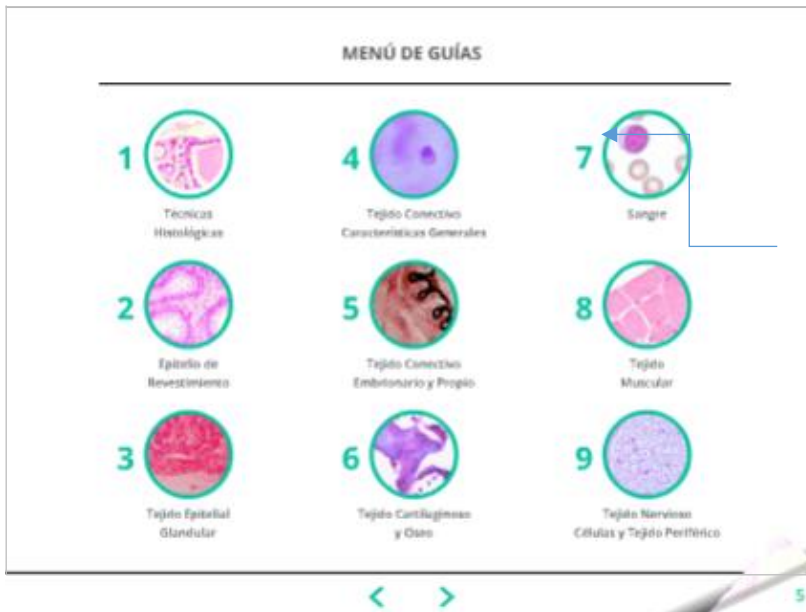 MENÚ DE GUÍAS
1
Técnicas
Histológicas
4
Tejido Conectivo
Características Generales
7
Sangre
2
Epitelio de
Revestimiento
5
Tejido Conectivo
Embrionario y Propio
8
Tejido
Muscular
3
Tejido Epitelial
Glandular
6
Tejido Cartilaginoso
y Oseo
9
Tejido Nervioso
Células y Tejido Periférico
5